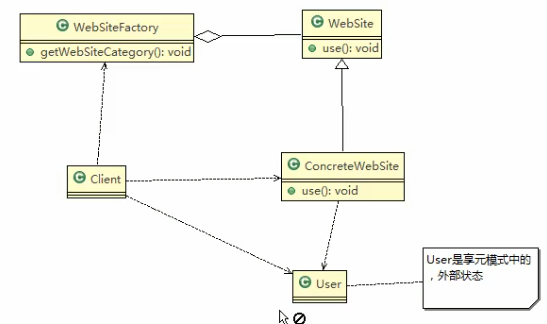 WebSiteFactory
getWebSiteCategory(): void
WebSite
use(): void
Client
ConcreteWebSite
use(): void
User
User是享元模式中的
，外部状态